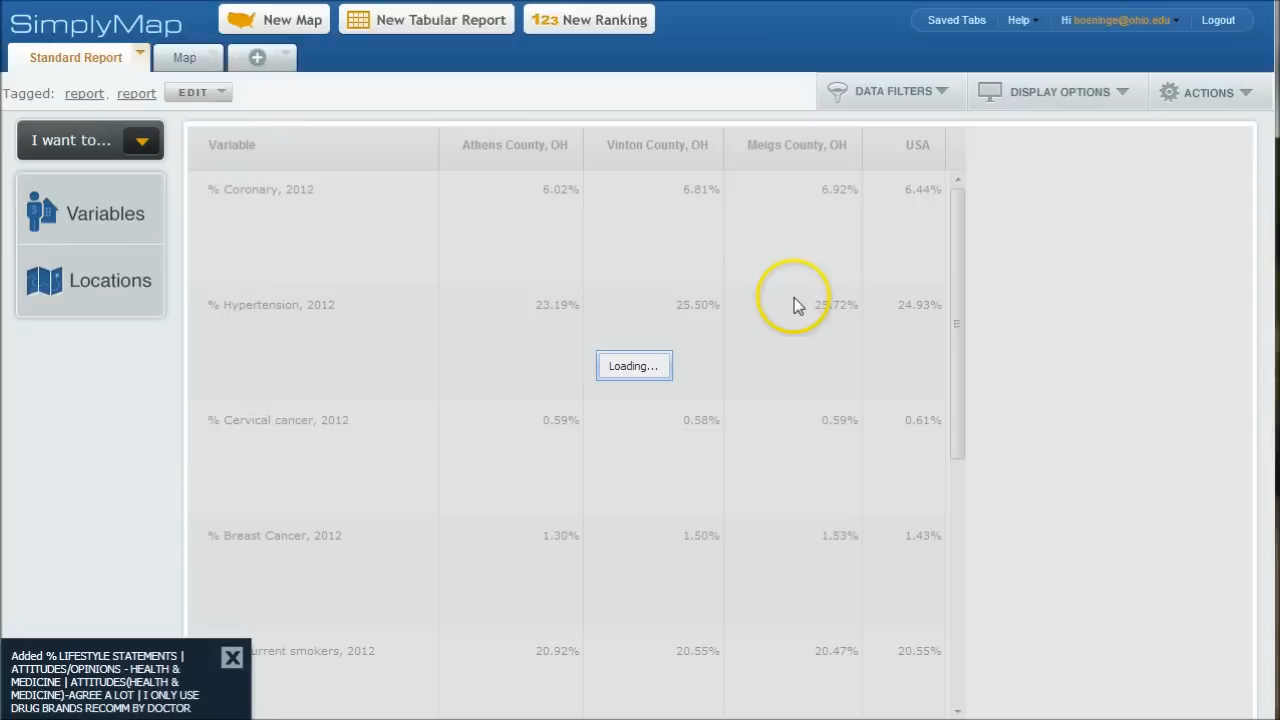 SimplyMap
New Map
New Tabular Report
123 New Ranking
Saved Tabs
Help
Hi boeninge@ohio.edu
Logout
Standard Report
Map
Tagged: report, report EDIT
DATA FILTERS
DISPLAY OPTIONS
ACTIONS
I want to...
Variables
Locations
Variable Athens County, OH Vinton County, OH Meigs County, OH USA
% Coronary, 2012 6.02% 6.81% 6.92% 6.44%
% Hypertension, 2012 23.19% 25.50% 25.72% 24.93%
Loading...
% Cervical cancer, 2012 0.59% 0.58% 0.59% 0.61%
% Breast Cancer, 2012 1.30% 1.50% 1.53% 1.43%
smokers, 2012 20.92% 20.55% 20.47% 20.55%
Added % LIFESTYLE STATEMENTS |
ATTITUDES/OPINIONS - HEALTH &
MEDICINE | ATTITUDES(HEALTH &
MEDICINE)-AGREE A LOT | I ONLY USE
DRUG BRANDS RECOMM BY DOCTOR